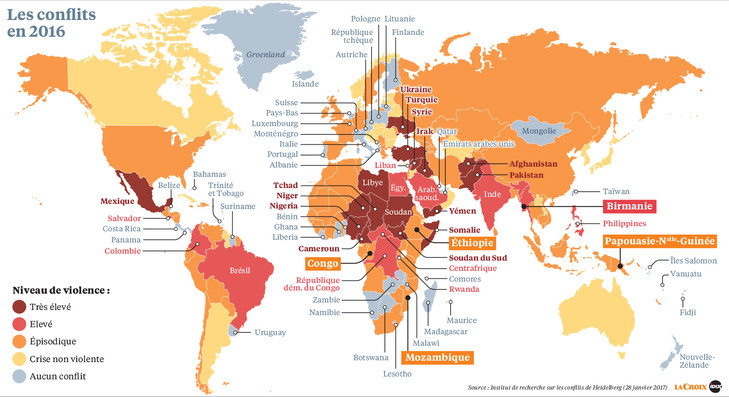 Les conflits
en 2016
Groenland
Islande
Pologne
Lituanie
République
tchèque
Finlande
Autriche
Suisse
Pays-Bas
Luxembourg
Monténégro
Italie
Portugal
Albanie
Ukraine
Turquie
Syrie
Irak
Qatar
Émirats arabes unis
Liban
Mongolie
Afghanistan
Pakistan
Inde
Taïwan
Birmanie
Philippines
Papouasie-Nelle-Guinée
Îles Salomon
Vanuatu
Fidji
Nouvelle-
Zélande
Bahamas
Belize
Trinité
et Tobago
Suriname
Mexique
Salvador
Costa Rica
Panama
Colombie
Brésil
Uruguay
Tchad
Niger
Nigeria
Bénin
Ghana
Liberia
Cameroun
Congo
République
dém. du Congo
Zambie
Namibie
Libye
Égy.
Arab.
saoud.
Soudan
Yémen
Somalie
Éthiopie
Soudan du Sud
Centrafrique
Comores
Rwanda
Maurice
Madagascar
Malawi
Mozambique
Botswana
Lesotho
Niveau de violence :
Très élevé
Elevé
Épisodique
Crise non violente
Aucun conflit
Source : Institut de recherche sur les conflits de Heidelberg (28 janvier 2017)
LA CROIX
idix